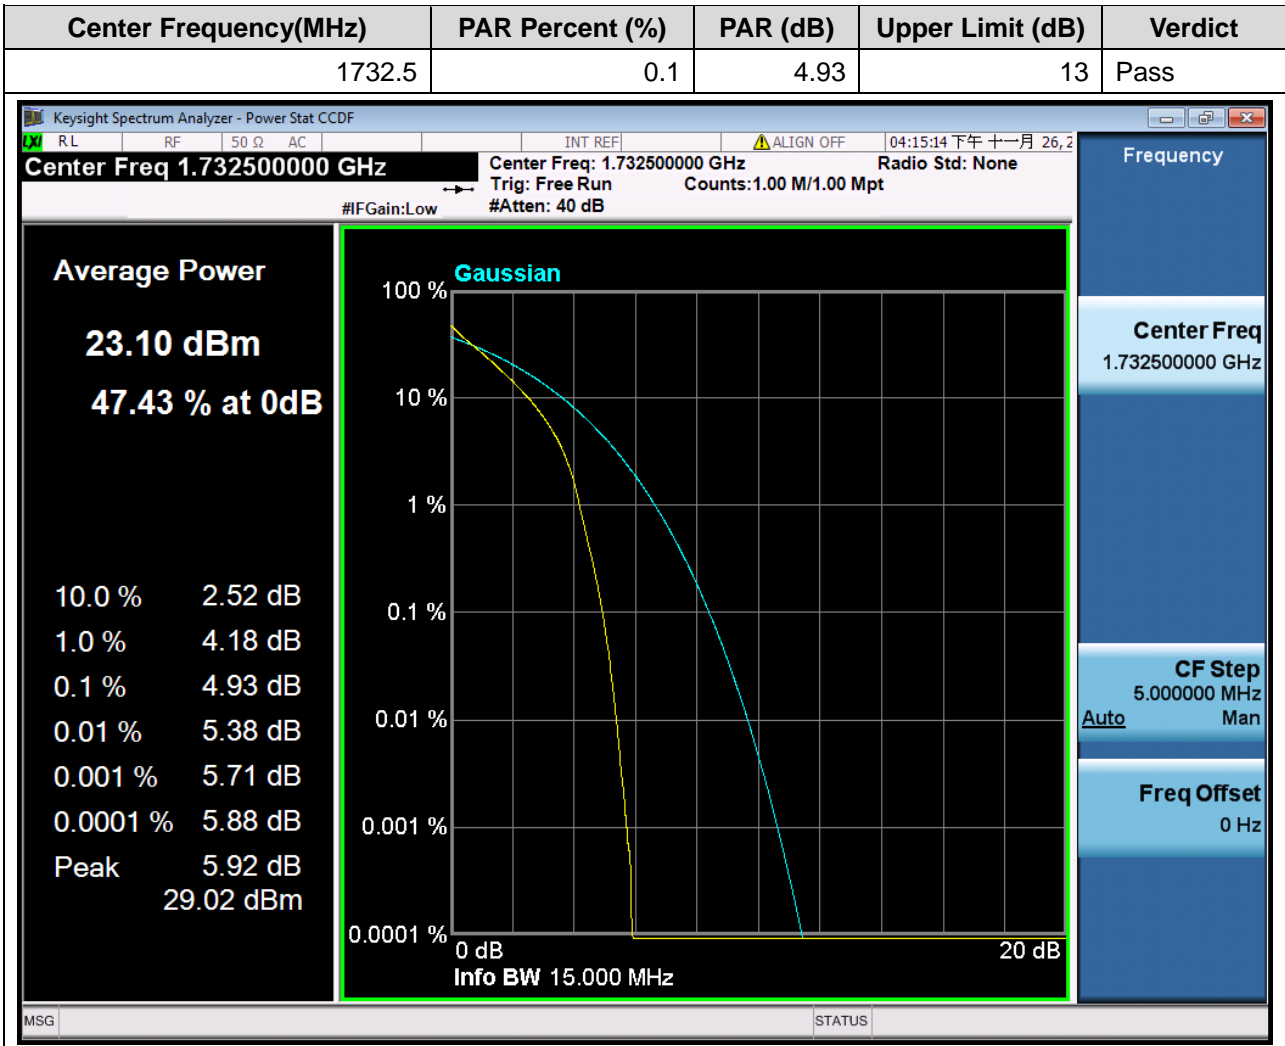 Center Frequency(MHz) PAR Percent (%) PAR (dB) Upper Limit (dB) Verdict
1732.5 0.1 4.93 13 Pass
Keysight Spectrum Analyzer - Power Stat CCDF
LXI RL RF 50 Ω AC INT REF ALIGN OFF 04:15:14 下午 十一月 26, 2
Center Freq 1.732500000 GHz
Center Freq: 1.732500000 GHz Radio Std: None
Trig: Free Run Counts:1.00 M/1.00 Mpt
#IFGain:Low #Atten: 40 dB
Frequency
Average Power
23.10 dBm
47.43 % at 0dB
10.0 % 2.52 dB
1.0 % 4.18 dB
0.1 % 4.93 dB
0.01 % 5.38 dB
0.001 % 5.71 dB
0.0001 % 5.88 dB
Peak 5.92 dB
29.02 dBm
Gaussian
100 %
10 %
1 %
0.1 %
0.01 %
0.001 %
0.0001 %
0 dB 20 dB
Info BW 15.000 MHz
Center Freq
1.732500000 GHz
CF Step
5.000000 MHz
Auto Man
Freq Offset
0 Hz
MSG STATUS